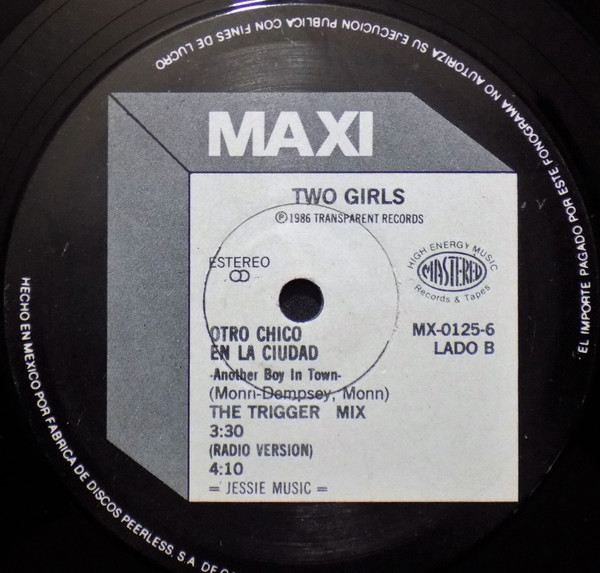 MAXI
TWO GIRLS
Ⓟ1986 TRANSPARENT RECORDS
ESTEREO
HIGH ENERGY MUSIC
MASTERED
Records & Tapes
MX-0125-6
LADO B
OTRO CHICO
EN LA CIUDAD
-Another Boy In Town-
(Monn-Dempsey, Monn)
THE TRIGGER MIX
3:30
(RADIO VERSION)
4:10
= JESSIE MUSIC =
HECHO EN MEXICO POR FABRICA DE DISCOS PEERLESS, S.A. DE
EL IMPORTE PAGADO POR ESTE FONOGRAMA NO AUTORIZA SU EJECUCION PUBLICA CON FINES DE LUCRO